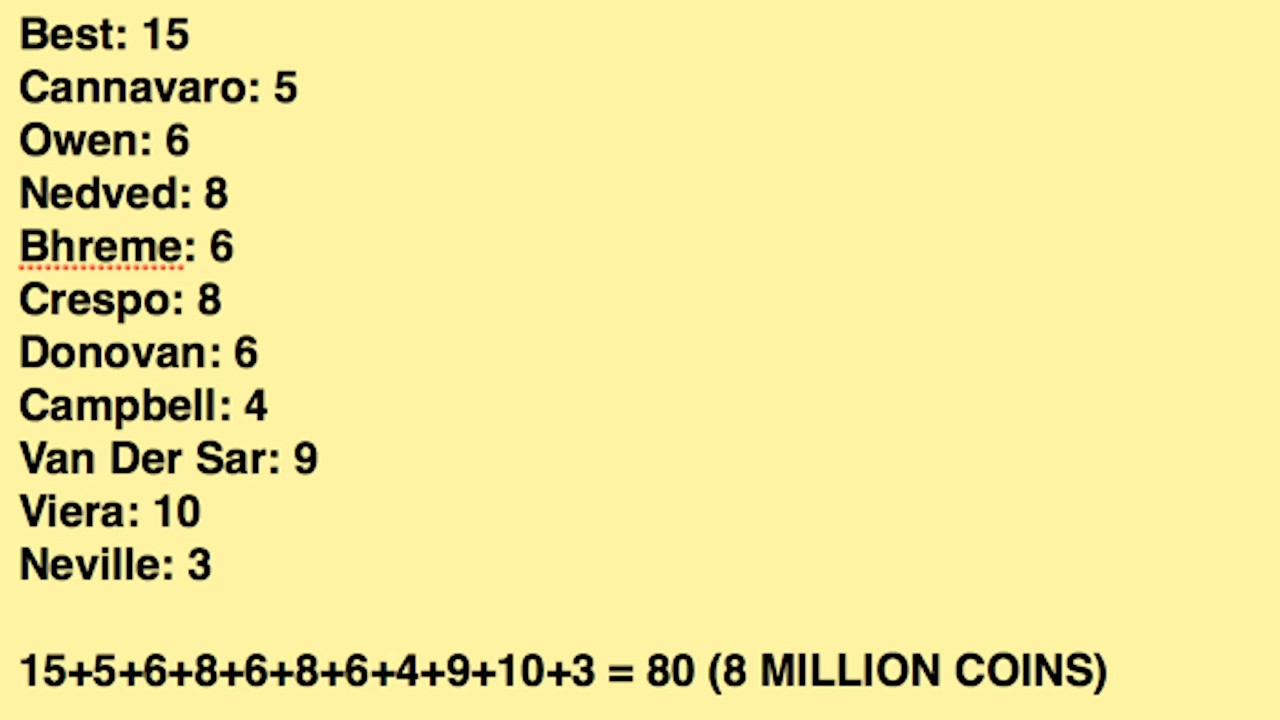 Best: 15
Cannavaro: 5
Owen: 6
Nedved: 8
Bhreme: 6
Crespo: 8
Donovan: 6
Campbell: 4
Van Der Sar: 9
Viera: 10
Neville: 3
15+5+6+8+6+8+6+4+9+10+3 = 80 (8 MILLION COINS)